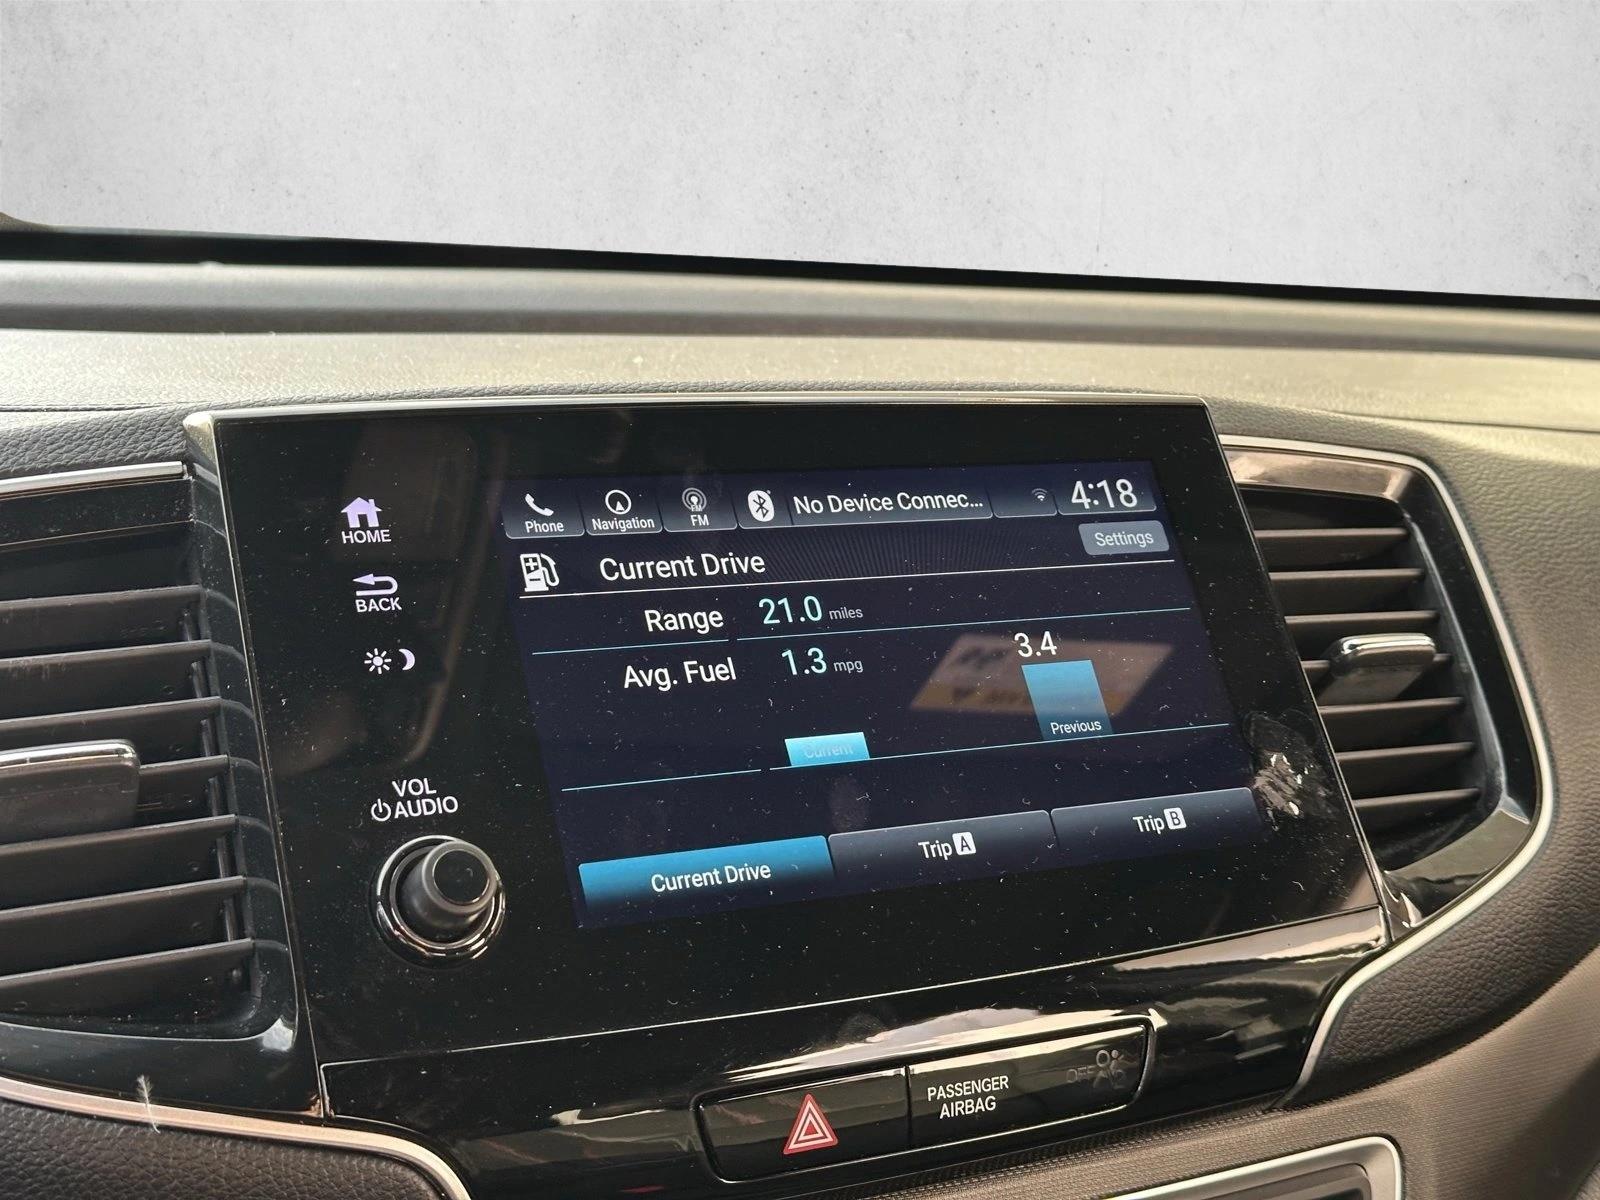 HOME
BACK
VOL
AUDIO
Phone
Navigation
FM
FM
No Device Connec...
4:18
Settings
Current Drive
Range 21.0 miles
Avg. Fuel 1.3 mpg
3.4
Previous
Current
Current Drive
Trip A
Trip B
PASSENGER
AIRBAG
OFF